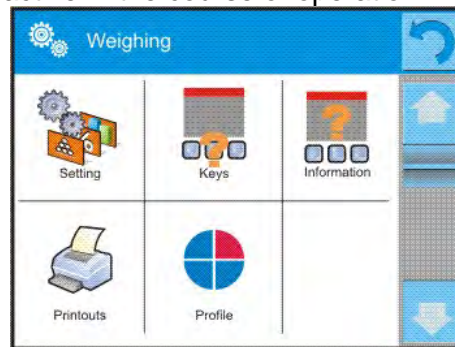 Weighing
Setting
Keys
Information
Printouts
Profile